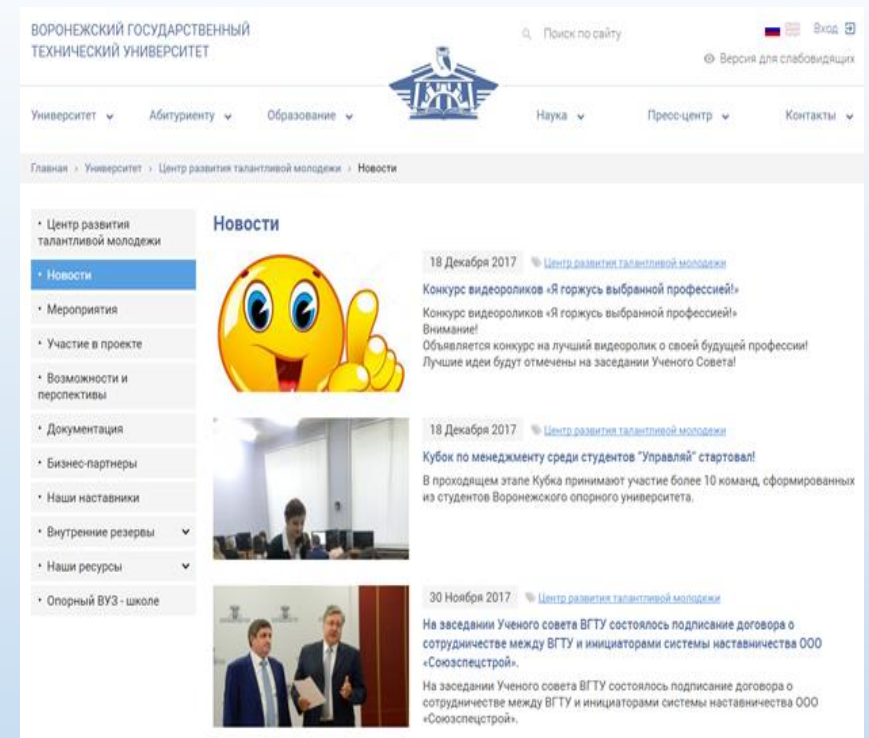 ВОРОНЕЖСКИЙ ГОСУДАРСТВЕННЫЙ
ТЕХНИЧЕСКИЙ УНИВЕРСИТЕТ
Поиск по сайту
Вход
Версия для слабовидящих
Университет
Абитуриенту
Образование
Наука
Пресс-центр
Контакты
Главная › Университет › Центр развития талантливой молодежи › Новости
• Центр развития
талантливой молодежи
• Новости
• Мероприятия
• Участие в проекте
• Возможности и
перспективы
• Документация
• Бизнес-партнеры
• Наши наставники
• Внутренние резервы
• Наши ресурсы
• Опорный ВУЗ - школе
Новости
18 Декабря 2017 Центр развития талантливой молодежи
Конкурс видеороликов «Я горжусь выбранной профессией!»
Конкурс видеороликов «Я горжусь выбранной профессией!»
Внимание!
Объявляется конкурс на лучший видеоролик о своей будущей профессии!
Лучшие идеи будут отмечены на заседании Ученого Совета!
18 Декабря 2017 Центр развития талантливой молодежи
Кубок по менеджменту среди студентов "Управляй" стартовал!
В проходящем этапе Кубка принимают участие более 10 команд, сформированных
из студентов Воронежского опорного университета.
30 Ноября 2017 Центр развития талантливой молодежи
На заседании Ученого совета ВГТУ состоялось подписание договора о
сотрудничестве между ВГТУ и инициаторами системы наставничества ООО
«Союзспецстрой».
На заседании Ученого совета ВГТУ состоялось подписание договора о
сотрудничестве между ВГТУ и инициаторами системы наставничества ООО
«Союзспецстрой».